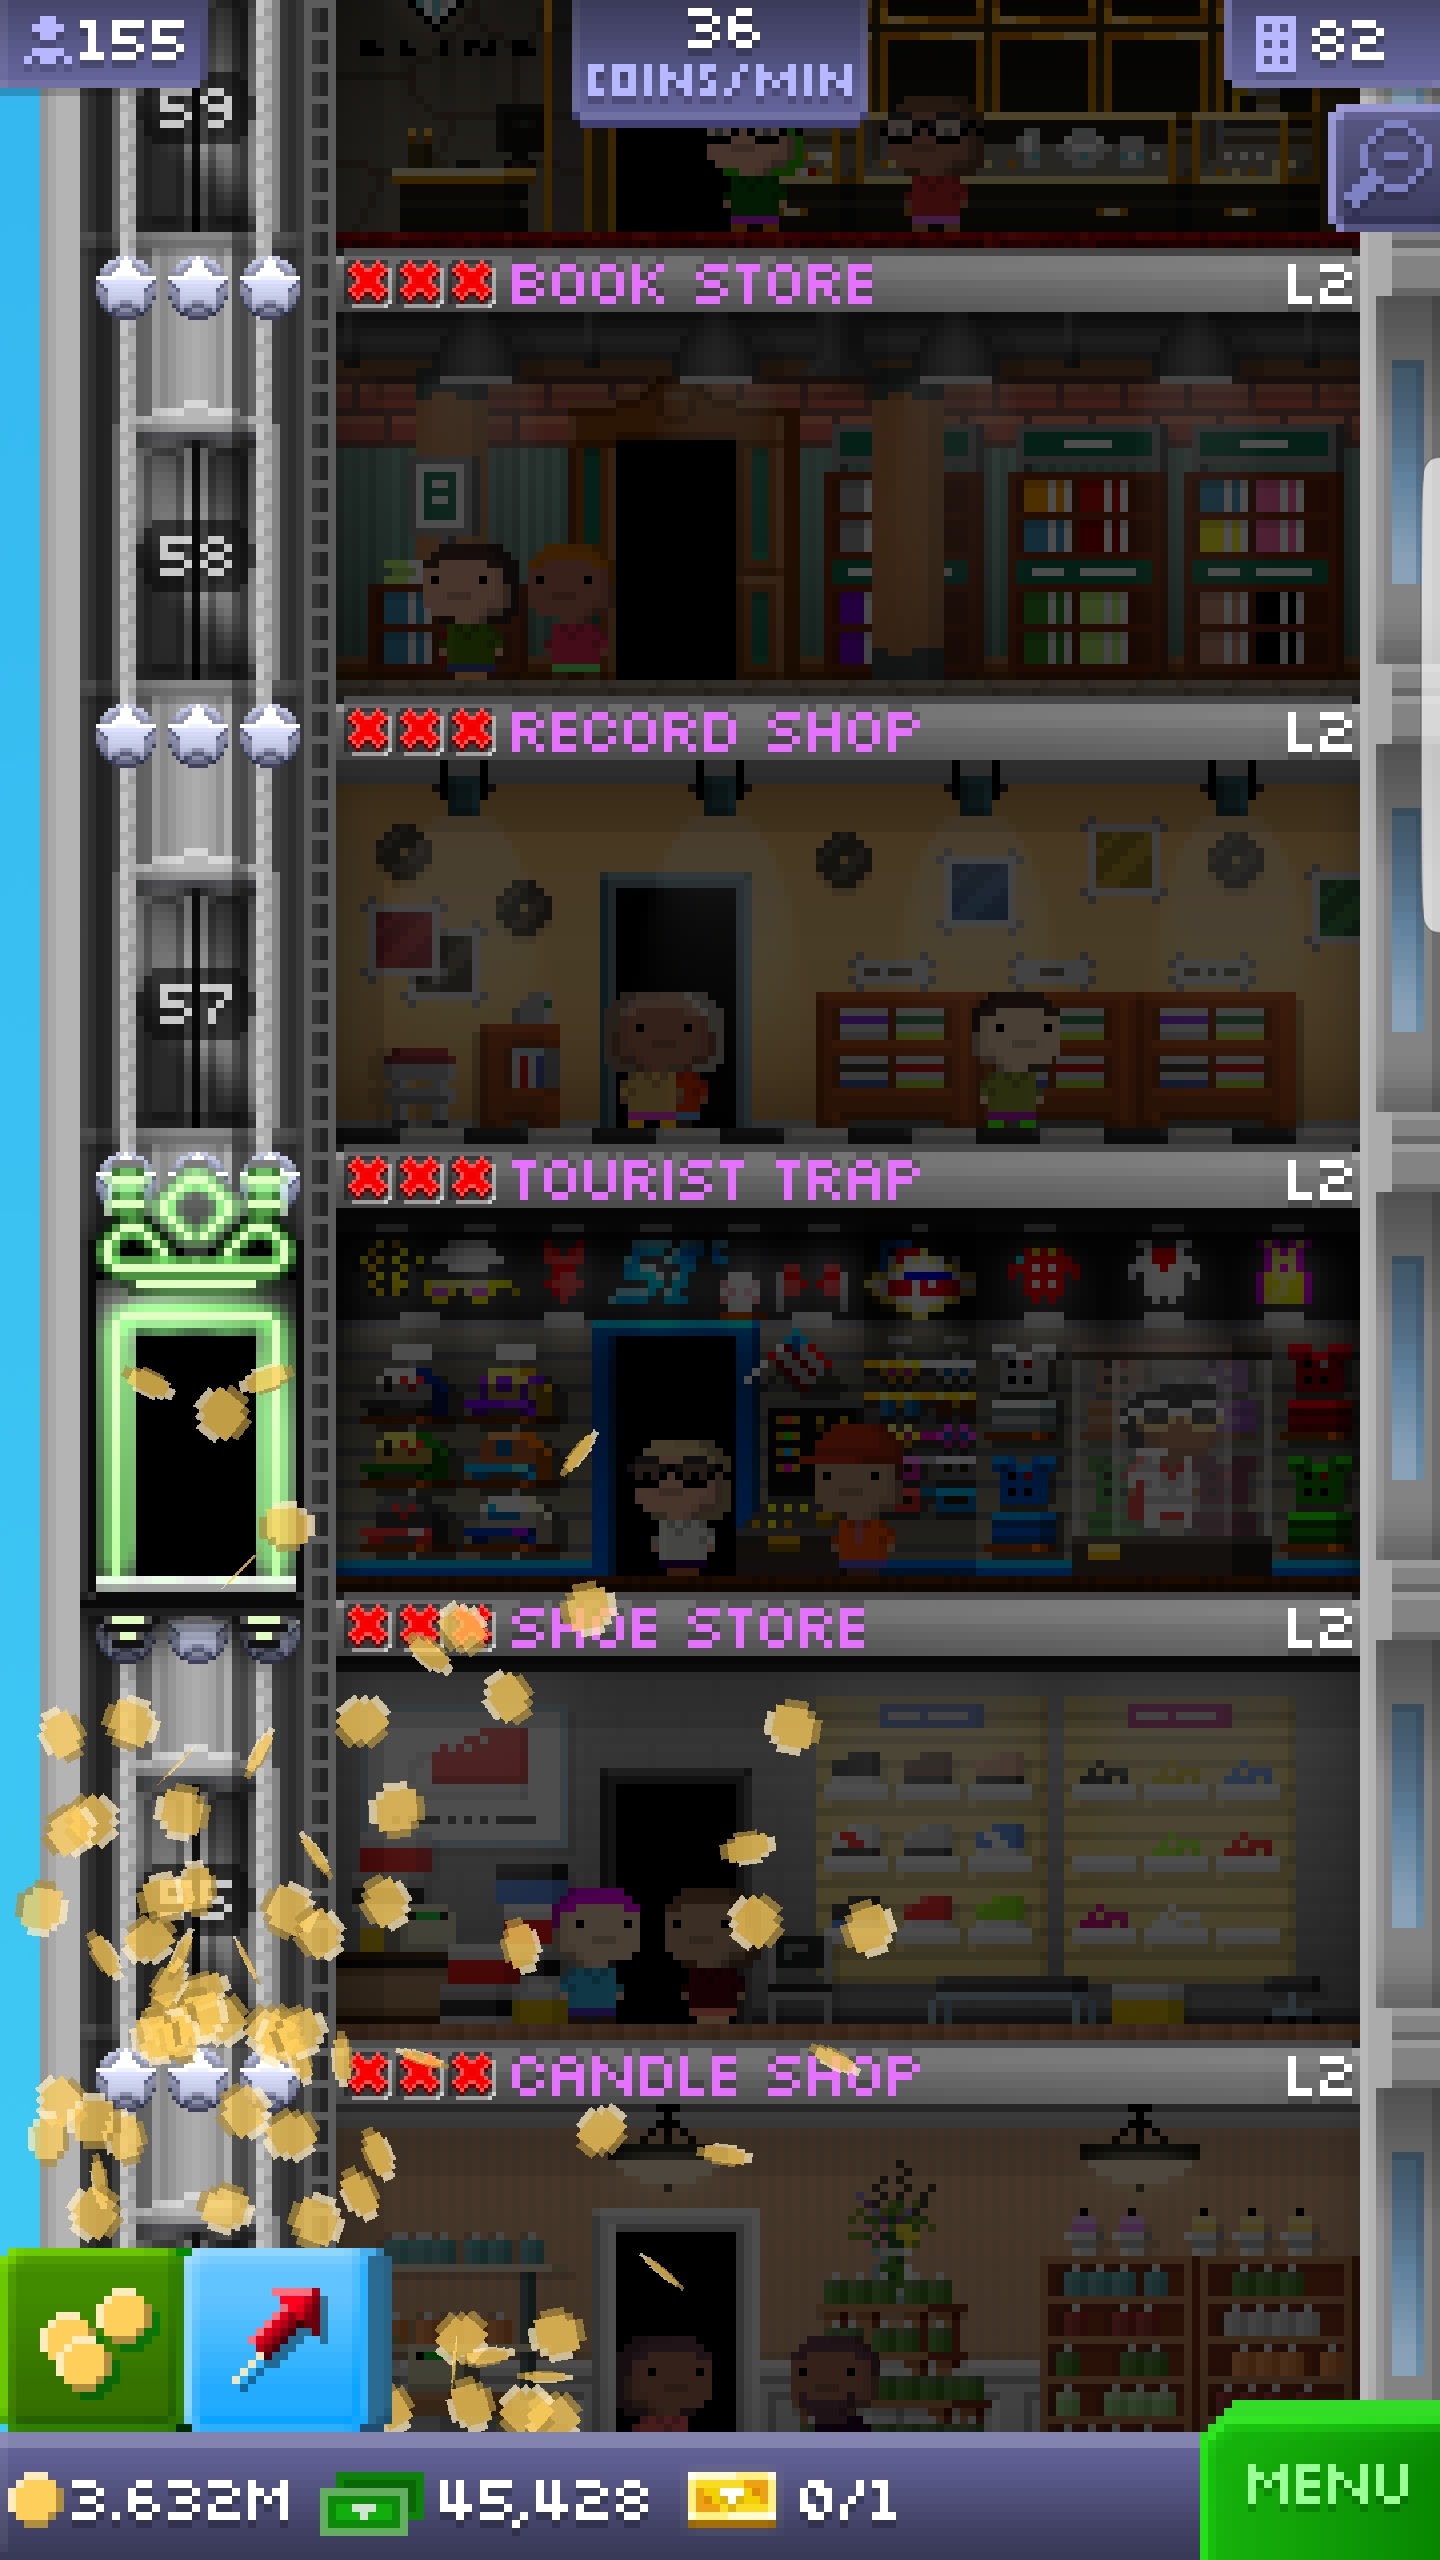 155
36
COINS/MIN
82
59
BOOK STORE L2
58
RECORD SHOP L2
57
TOURIST TRAP L2
SHOE STORE L2
CANDLE SHOP L2
3.632M 45,428 0/1
MENU